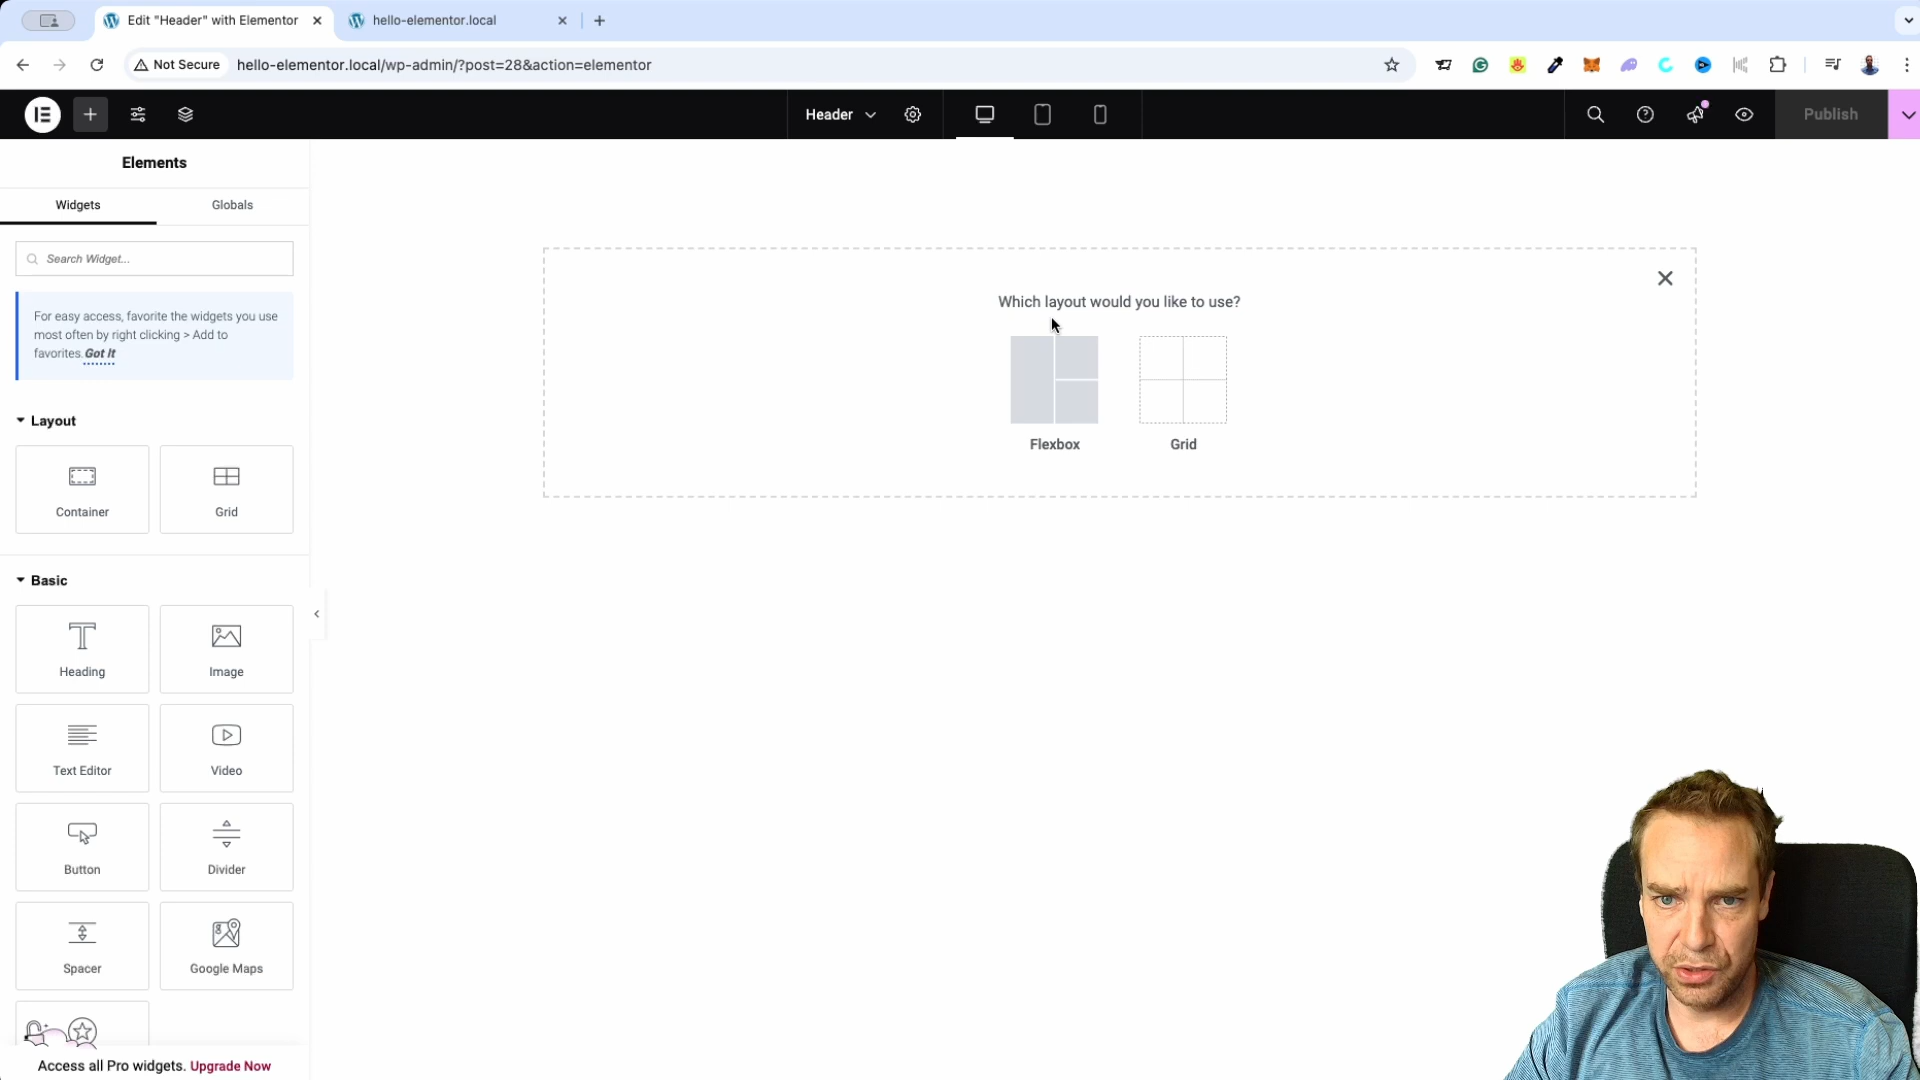 Edit "Header" with Elementor
hello-elementor.local
Not Secure
hello-elementor.local/wp-admin/?post=28&action=elementor
Header
Publish
Elements
Widgets
Globals
Search Widget...
For easy access, favorite the widgets you use
most often by right clicking > Add to
favorites. Got It
Which layout would you like to use?
Flexbox
Grid
Layout
Container
Grid
Basic
Heading
Image
Text Editor
Video
Button
Divider
Spacer
Google Maps
Access all Pro widgets. Upgrade Now